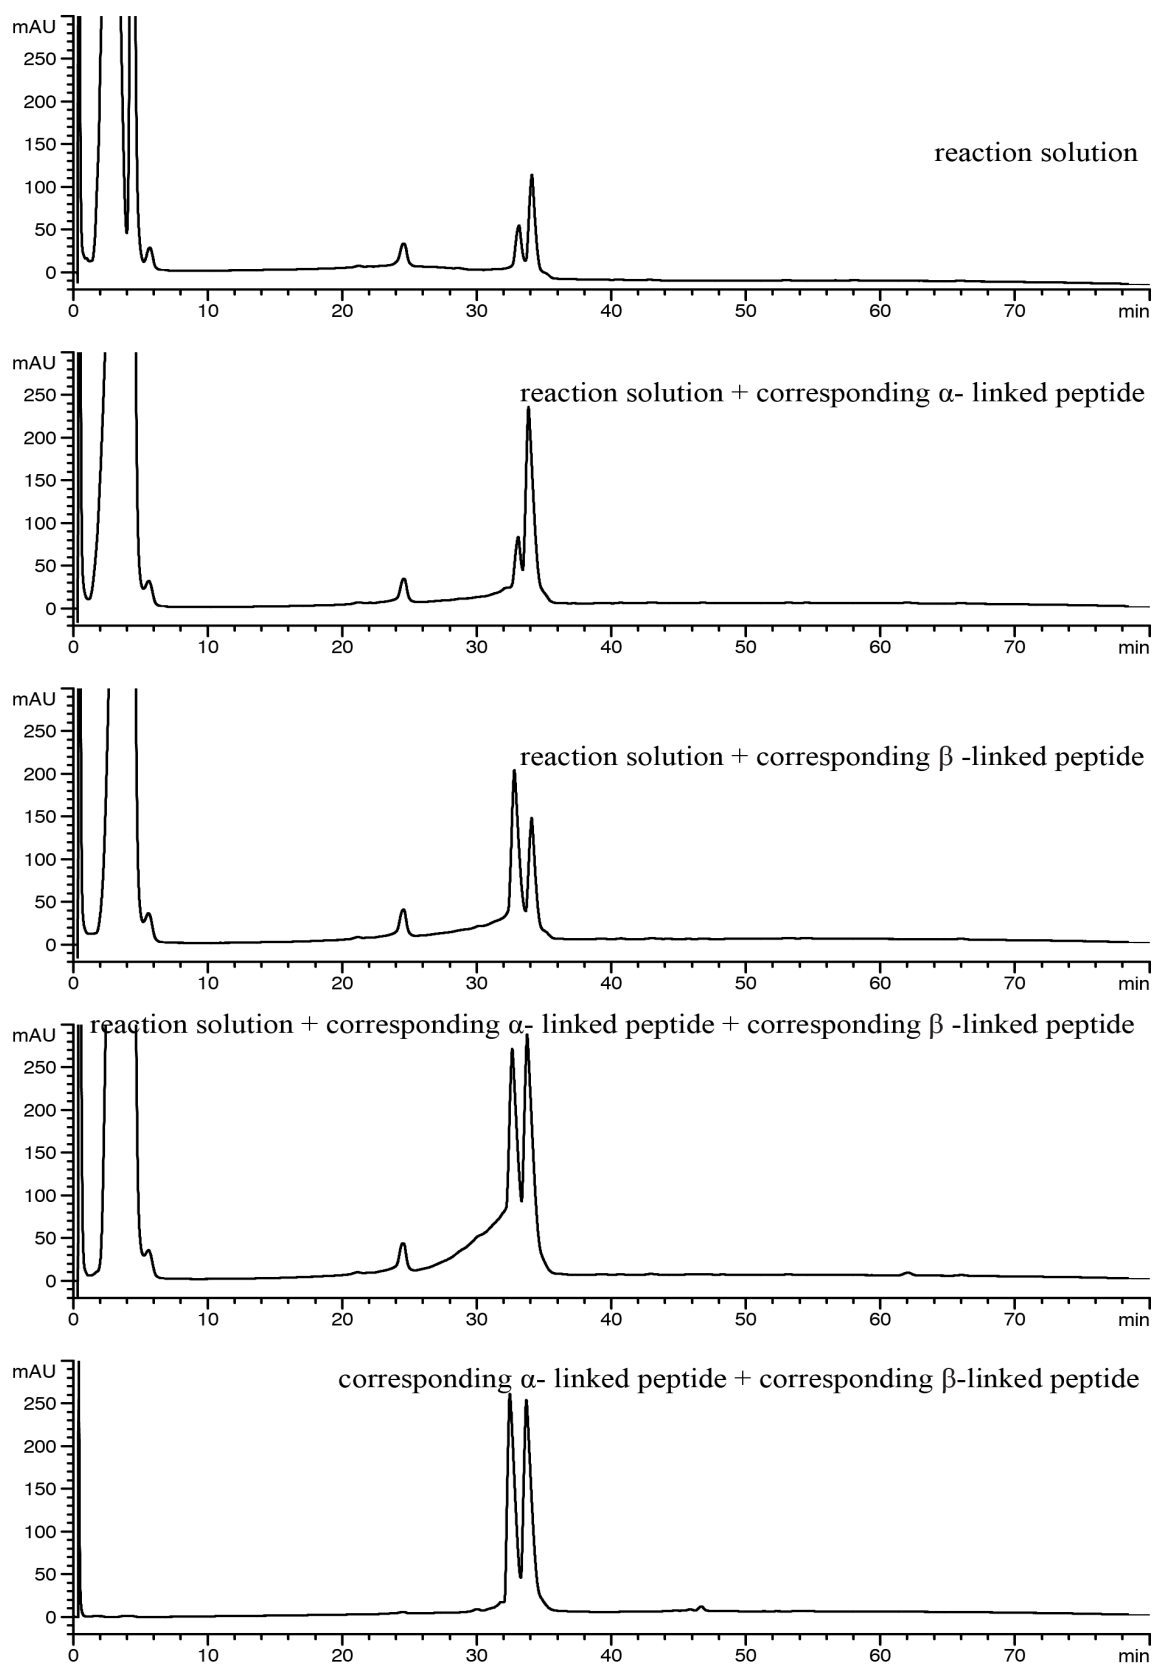 mAU
250
200
150
100
50
0
reaction solution
0 10 20 30 40 50 60 70 min
mAU
250
200
150
100
50
0
reaction solution + corresponding α- linked peptide
0 10 20 30 40 50 60 70 min
mAU
250
200
150
100
50
0
reaction solution + corresponding β -linked peptide
0 10 20 30 40 50 60 70 min
reaction solution + corresponding α- linked peptide + corresponding β -linked peptide
mAU
250
200
150
100
50
0
0 10 20 30 40 50 60 70 min
mAU
corresponding α- linked peptide + corresponding β-linked peptide
250
200
150
100
50
0
0 10 20 30 40 50 60 70 min